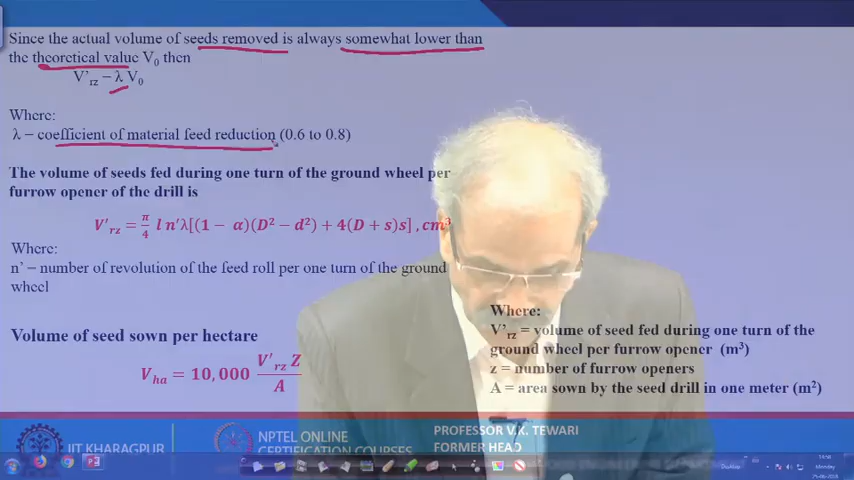 Since the actual volume of seeds removed is always somewhat lower than
the theoretical value V₀ then
V'rz – λ V₀
Where:
λ – coefficient of material feed reduction (0.6 to 0.8)
The volume of seeds fed during one turn of the ground wheel per
furrow opener of the drill is
V'rz = π/4 l n'λ[(1 − α)(D² − d²) + 4(D + s)s] , cm³
Where:
n' – number of revolution of the feed roll per one turn of the ground
wheel
Volume of seed sown per hectare
Vha = 10,000 V'rz Z / A
Where:
V'rz = volume of seed fed during one turn of the
ground wheel per furrow opener (m³)
z = number of furrow openers
A = area sown by the seed drill in one meter (m²)
IIT KHARAGPUR
NPTEL ONLINE
CERTIFICATION COURSES
PROFESSOR V.K. TEWARI
FORMER HEAD
Desktop
Monday